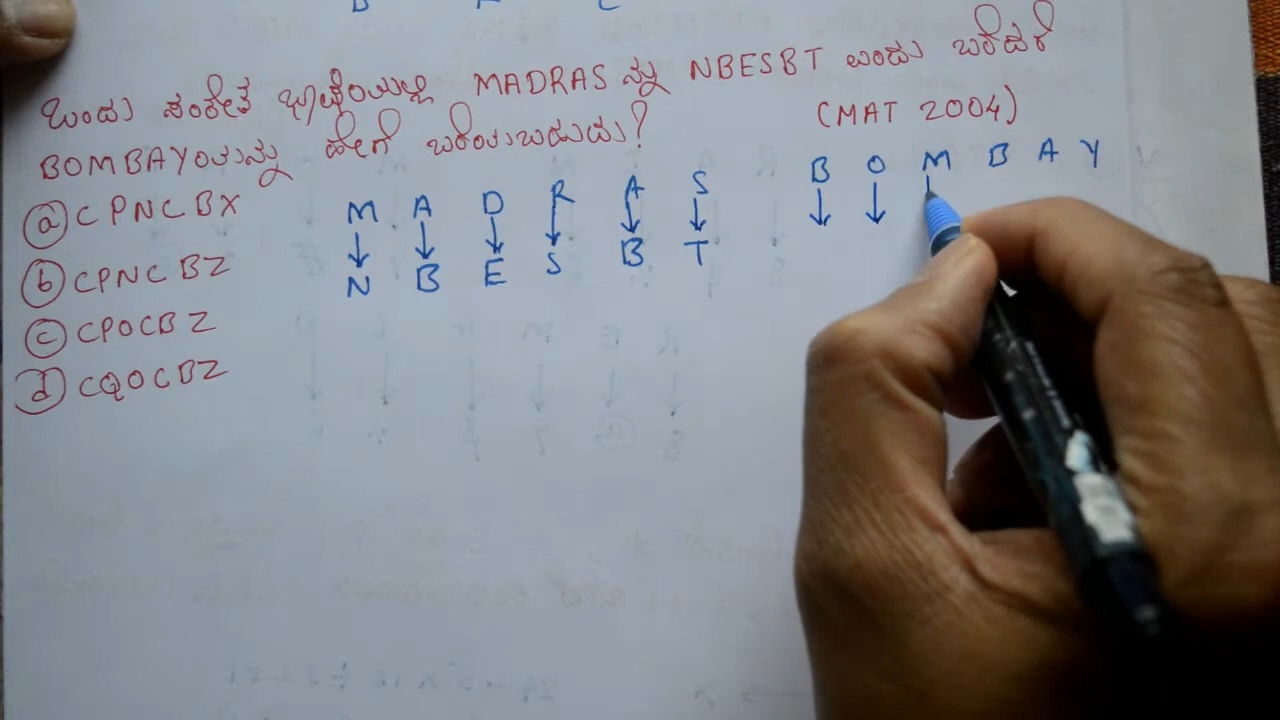 ಒಂದು ಸಂಕೇತ ಭಾಷೆಯಲ್ಲಿ MADRAS ನ್ನು NBESBT ಎಂದು ಬರೆದರೆ
BOMBAY ಯನ್ನು ಹೇಗೆ ಬರೆಯಬಹುದು? (MAT 2004)
ⓐ CPNCBX
ⓑ CPNCBZ
ⓒ CPOCBZ
ⓓ CQOCBZ
M A D R A S
↓ ↓ ↓ ↓ ↓ ↓
N B E S B T
B O M B A Y
↓ ↓